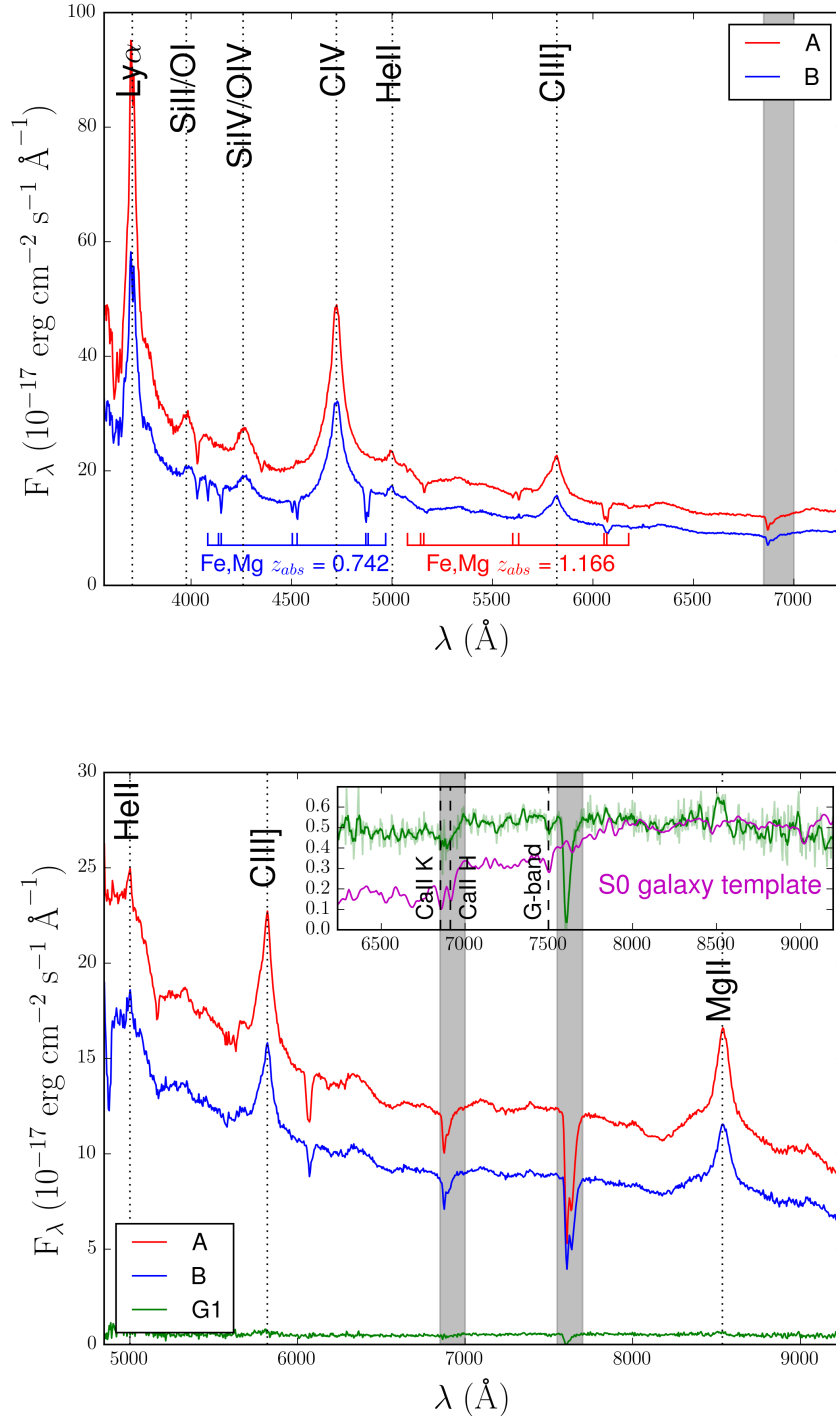 100
80
60
40
20
0
F_λ (10^−17 erg cm^−2 s^−1 Å^−1)
Lyα
SiII/OI
SiIV/OIV
CIV
HeII
CIII]
A
B
Fe,Mg z_abs = 0.742
Fe,Mg z_abs = 1.166
4000 4500 5000 5500 6000 6500 7000
λ (Å)
30
25
20
15
10
5
0
F_λ (10^−17 erg cm^−2 s^−1 Å^−1)
HeII
CIII]
MgII
0.6
0.5
0.4
0.3
0.2
0.1
0.0
CaII K
CaII H
G-band
S0 galaxy template
6500 7000 7500 8000 8500 9000
A
B
G1
5000 6000 7000 8000 9000
λ (Å)